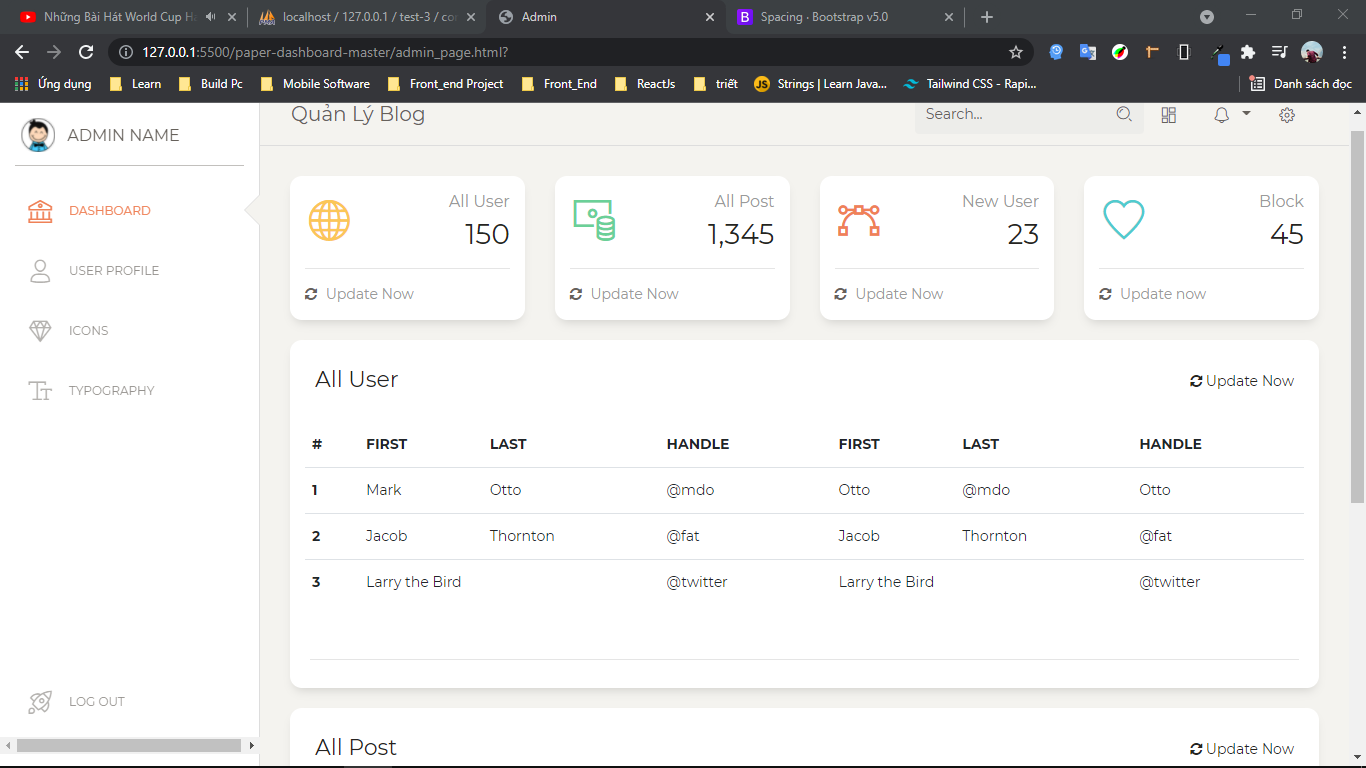 Những Bài Hát World Cup H
localhost / 127.0.0.1 / test-3 / co
Admin
B Spacing · Bootstrap v5.0
127.0.0.1:5500/paper-dashboard-master/admin_page.html?
Ứng dụng Learn Build Pc Mobile Software Front_end Project Front_End ReactJs triết JS Strings | Learn Java... Tailwind CSS - Rapi... Danh sách đọc
ADMIN NAME
Quản Lý Blog
Search...
DASHBOARD
USER PROFILE
ICONS
TYPOGRAPHY
LOG OUT
All User
150
Update Now
All Post
1,345
Update Now
New User
23
Update Now
Block
45
Update now
All User
Update Now
# FIRST LAST HANDLE FIRST LAST HANDLE
1 Mark Otto @mdo Otto @mdo Otto
2 Jacob Thornton @fat Jacob Thornton @fat
3 Larry the Bird @twitter Larry the Bird @twitter
All Post
Update Now